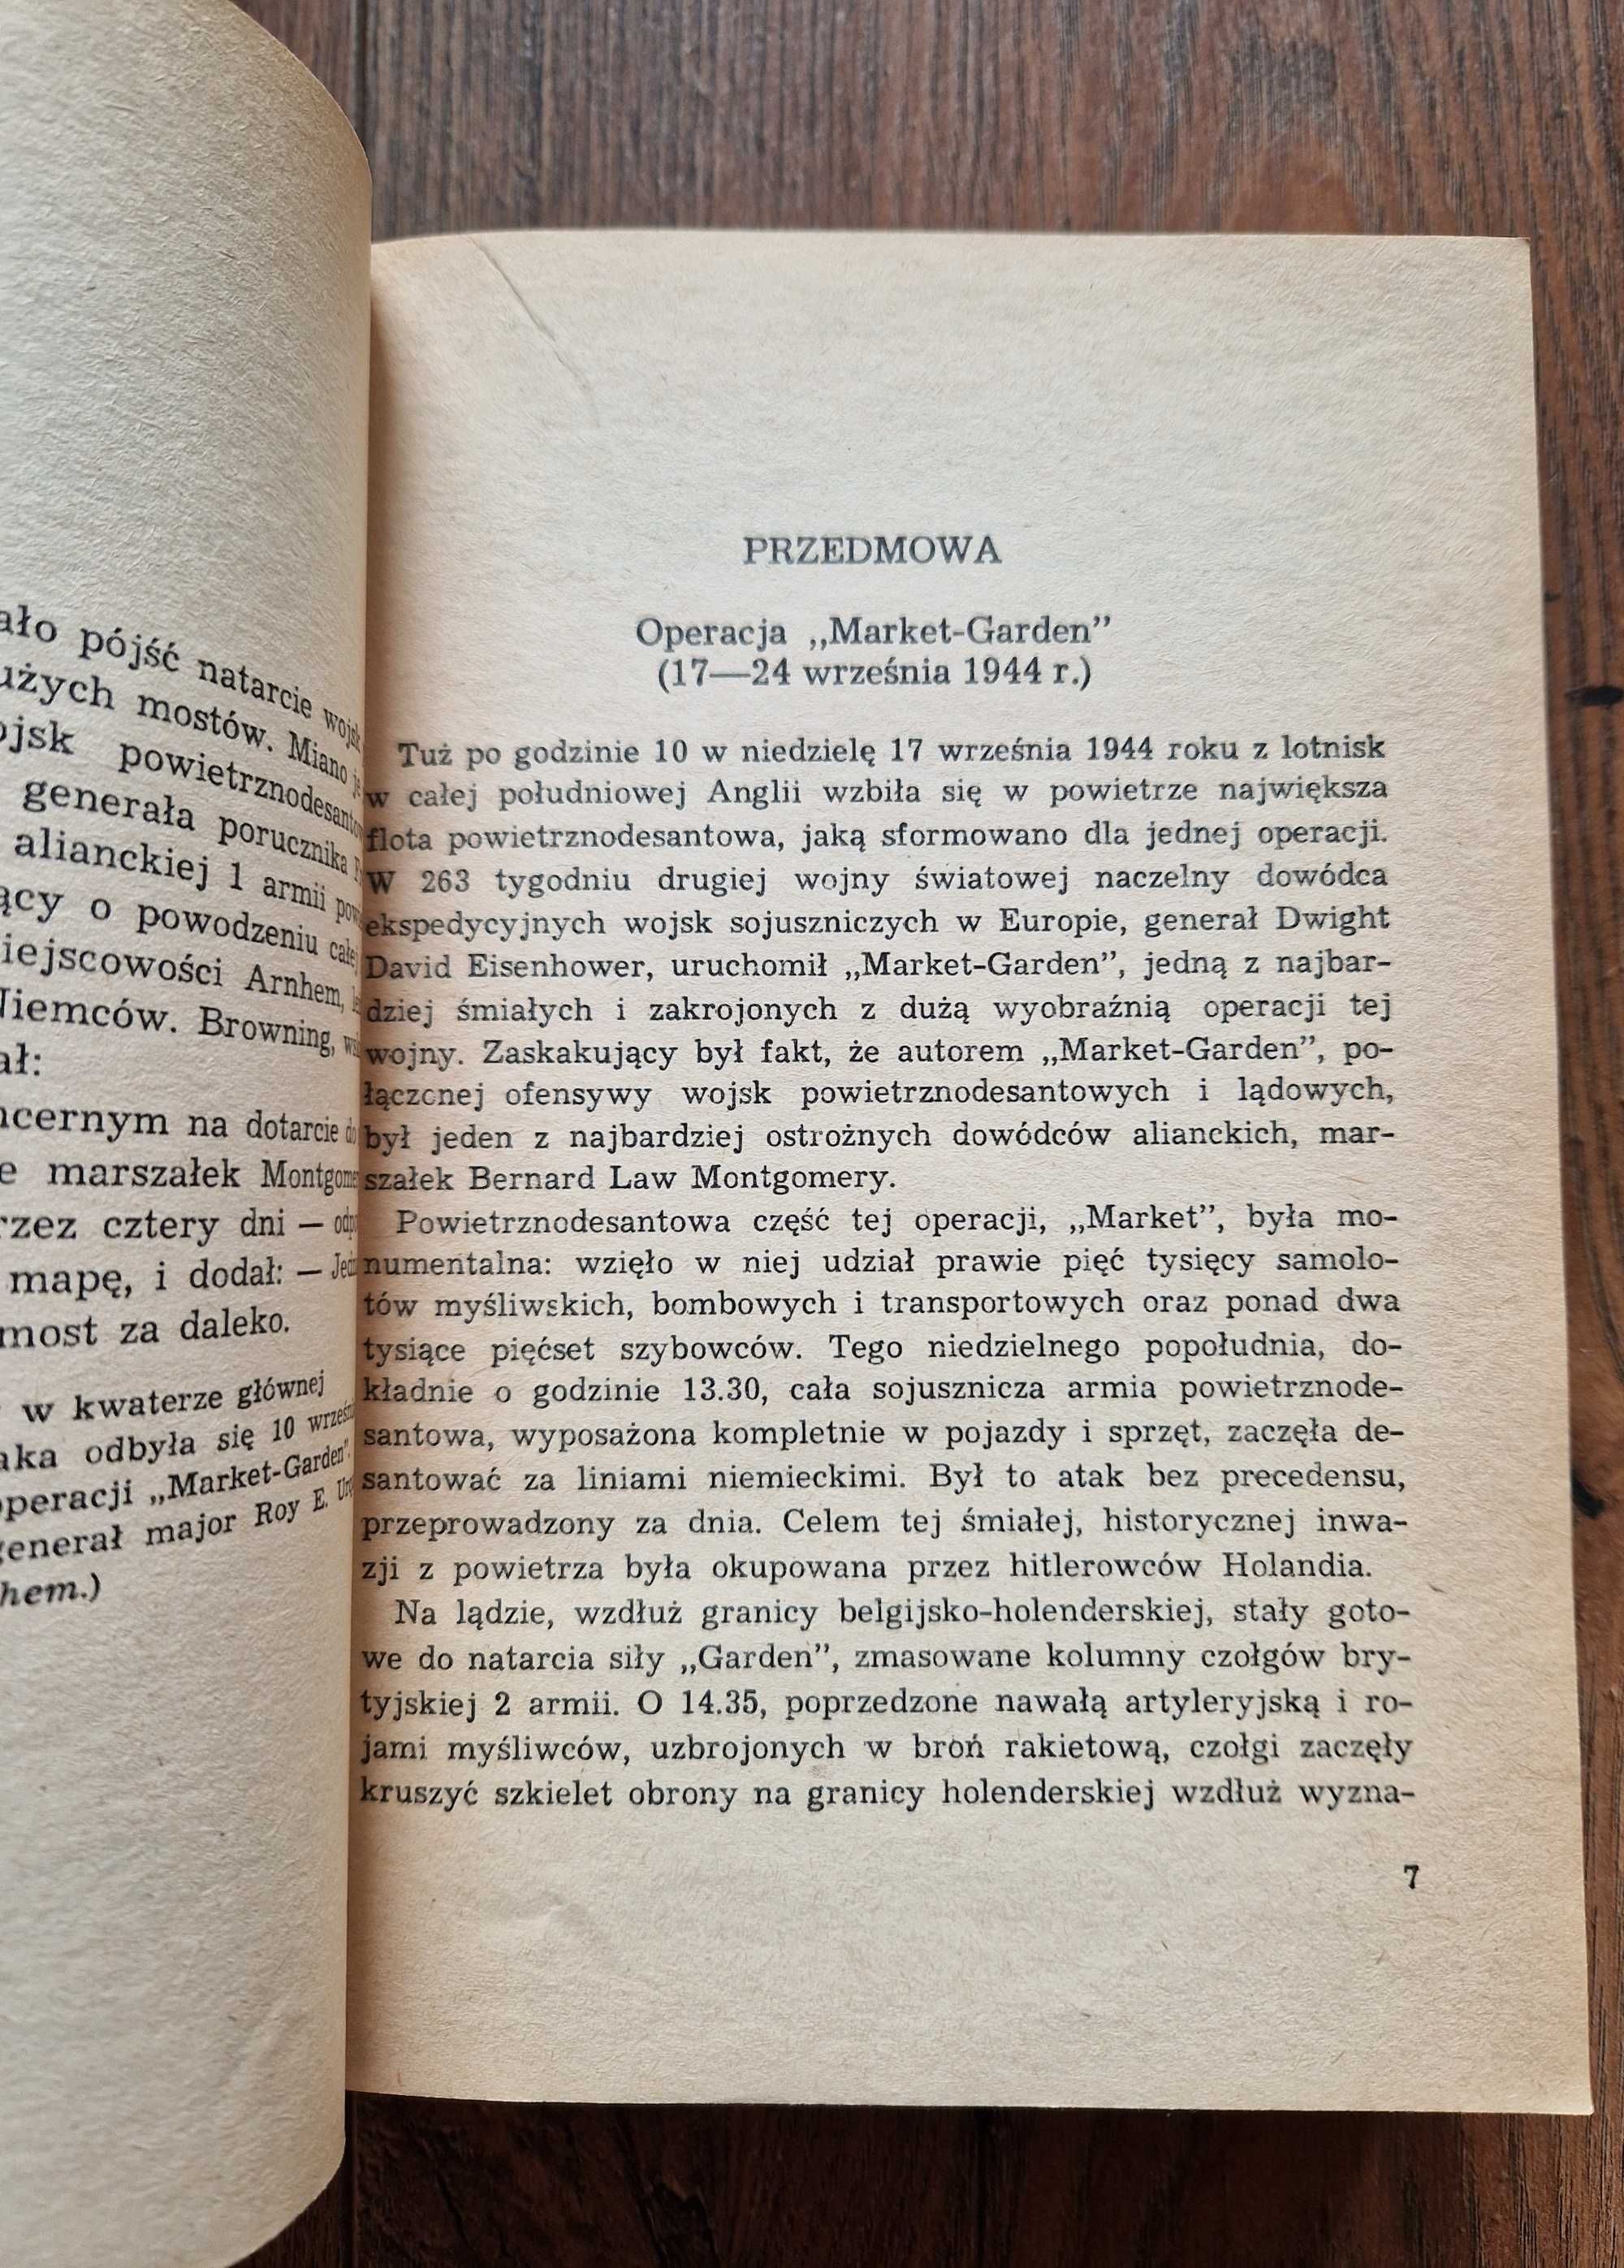 pójść natarcie
mostów. Miano
powietrznodesantow
generała porucznika
alianckiej 1 armii
o powodzeniu
Arnhem,
Browning,
na dotarcie
marszałek
cztery dni —
mapę, i dodał: —
most za daleko.
w kwaterze głównej
odbyła się 10
„Market-Garden”
major Roy E.
hem.)
PRZEDMOWA
Operacja „Market-Garden”
(17—24 września 1944 r.)
Tuż po godzinie 10 w niedzielę 17 września 1944 roku z lotnisk
w całej południowej Anglii wzbiła się w powietrze największa
flota powietrznodesantowa, jaką sformowano dla jednej operacji.
W 263 tygodniu drugiej wojny światowej naczelny dowódca
ekspedycyjnych wojsk sojuszniczych w Europie, generał Dwight
David Eisenhower, uruchomił „Market-Garden”, jedną z najbar-
dziej śmiałych i zakrojonych z dużą wyobraźnią operacji tej
wojny. Zaskakujący był fakt, że autorem „Market-Garden”, po-
łączonej ofensywy wojsk powietrznodesantowych i lądowych,
był jeden z najbardziej ostrożnych dowódców alianckich, mar-
szałek Bernard Law Montgomery.
Powietrznodesantowa część tej operacji, „Market”, była mo-
numentalna: wzięło w niej udział prawie pięć tysięcy samolo-
tów myśliwskich, bombowych i transportowych oraz ponad dwa
tysiące pięćset szybowców. Tego niedzielnego popołudnia, do-
kładnie o godzinie 13.30, cała sojusznicza armia powietrznode-
santowa, wyposażona kompletnie w pojazdy i sprzęt, zaczęła de-
santować za liniami niemieckimi. Był to atak bez precedensu,
przeprowadzony za dnia. Celem tej śmiałej, historycznej inwa-
zji z powietrza była okupowana przez hitlerowców Holandia.
Na lądzie, wzdłuż granicy belgijsko-holenderskiej, stały goto-
we do natarcia siły „Garden”, zmasowane kolumny czołgów bry-
tyjskiej 2 armii. O 14.35, poprzedzone nawałą artyleryjską i ro-
jami myśliwców, uzbrojonych w broń rakietową, czołgi zaczęły
kruszyć szkielet obrony na granicy holenderskiej wzdłuż wyzna-
7